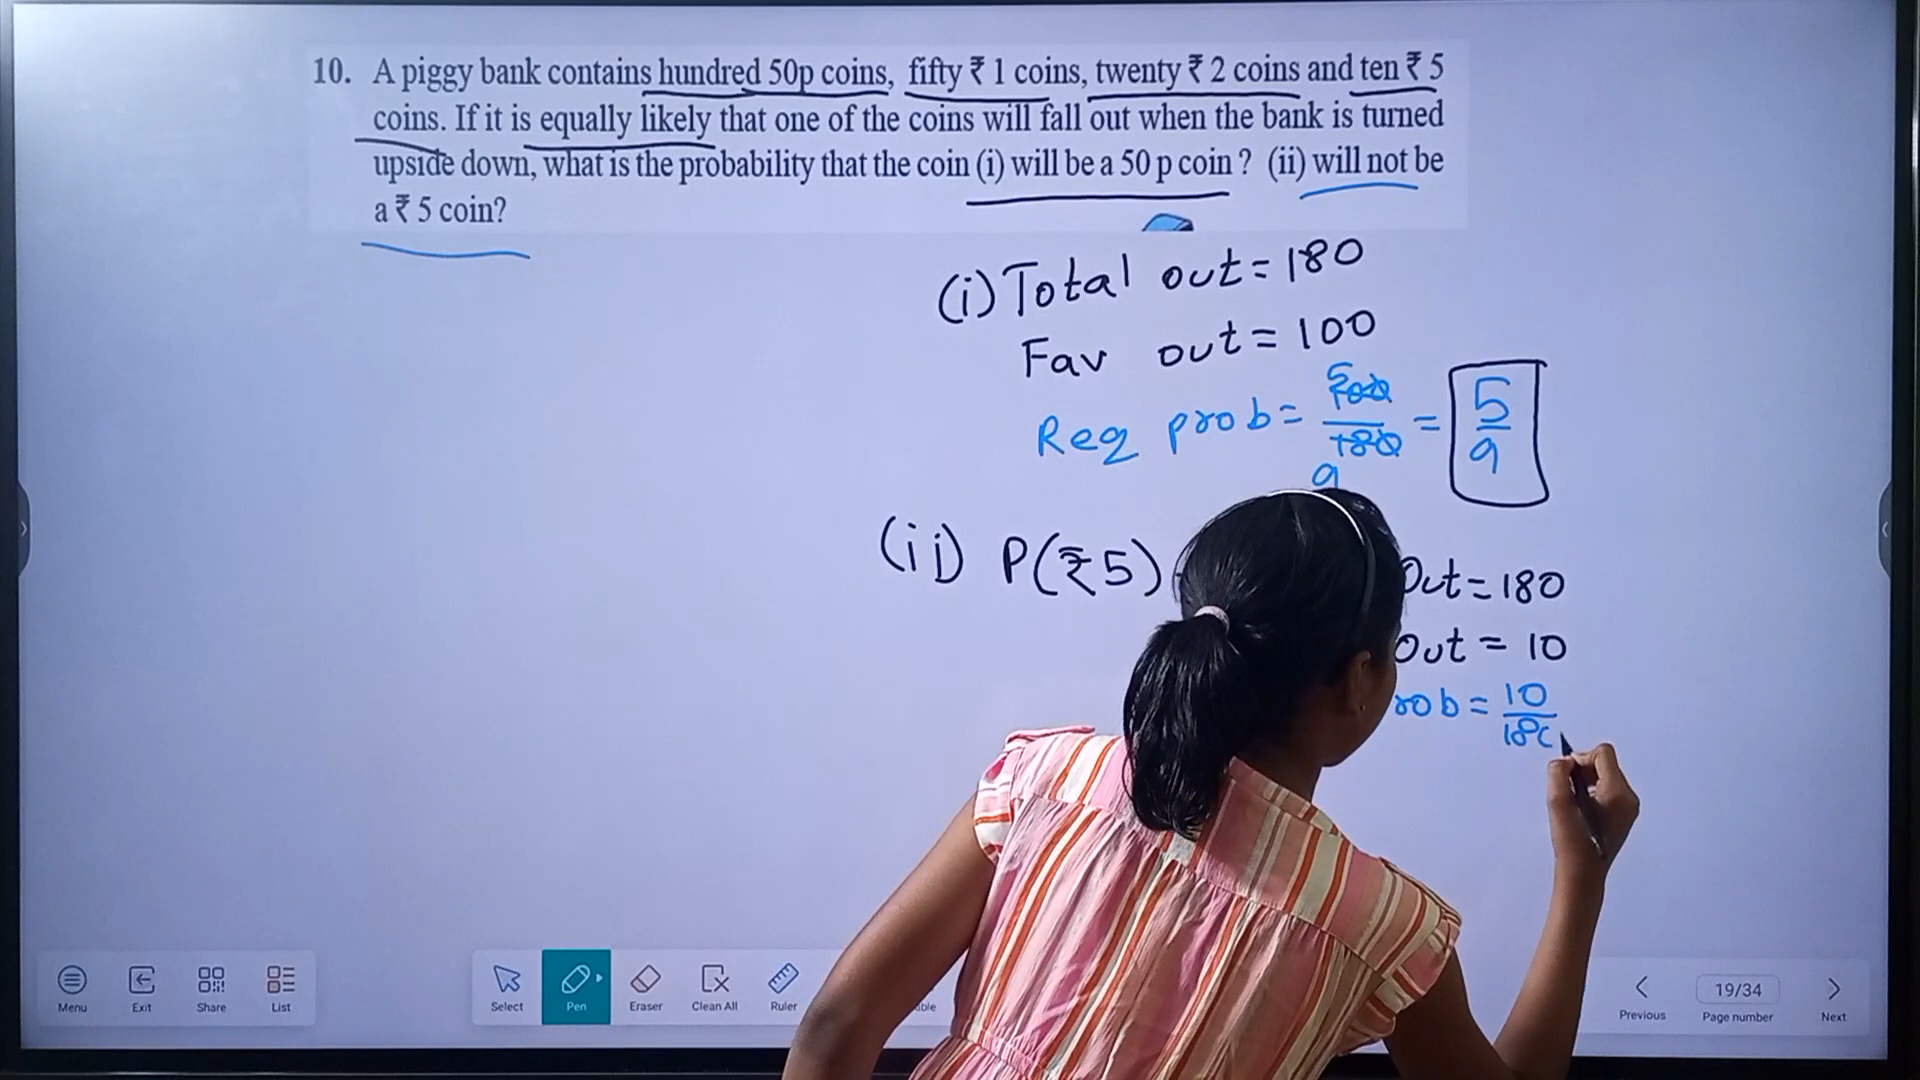 10. A piggy bank contains hundred 50p coins, fifty ₹ 1 coins, twenty ₹ 2 coins and ten ₹ 5
coins. If it is equally likely that one of the coins will fall out when the bank is turned
upside down, what is the probability that the coin (i) will be a 50 p coin ? (ii) will not be
a ₹ 5 coin?
(i) Total out = 180
Fav out = 100
Req prob = 100/180 = 5/9
5
9
(ii) P(₹5)
Out = 180
Out = 10
rob = 10/180
Menu
Exit
Share
List
Select
Pen
Eraser
Clean All
Ruler
ble
Previous
19/34
Page number
Next